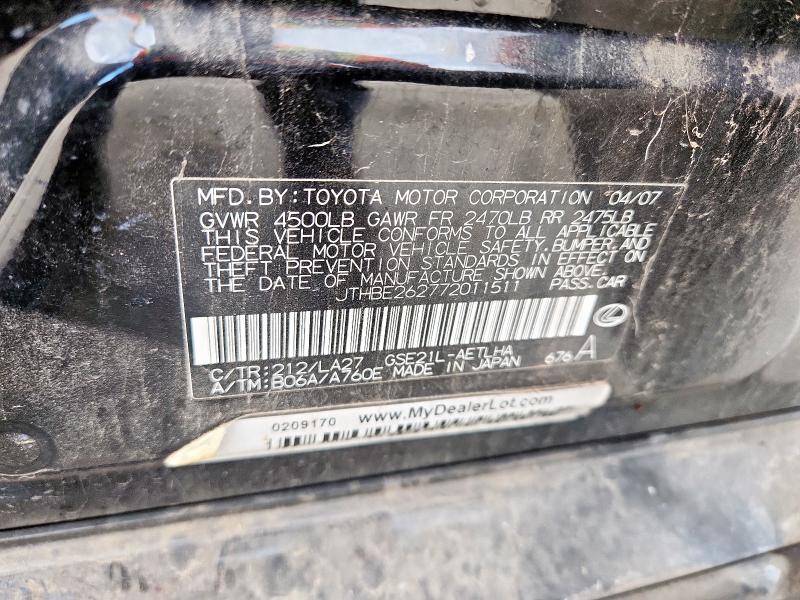 MFD. BY: TOYOTA MOTOR CORPORATION 04/07
GVWR 4500LB GAWR FR 2470LB RR 2475LB
THIS VEHICLE CONFORMS TO ALL APPLICABLE
FEDERAL MOTOR VEHICLE SAFETY, BUMPER, AND
THEFT PREVENTION STANDARDS IN EFFECT ON
THE DATE OF MANUFACTURE SHOWN ABOVE.
JTHBE262772011511 PASS. CAR
C/TR: 212/LA27 GSE21L-AETLHA
A/TM: B06A/A760E MADE IN JAPAN 676 A
0209170 www.MyDealerLot.com